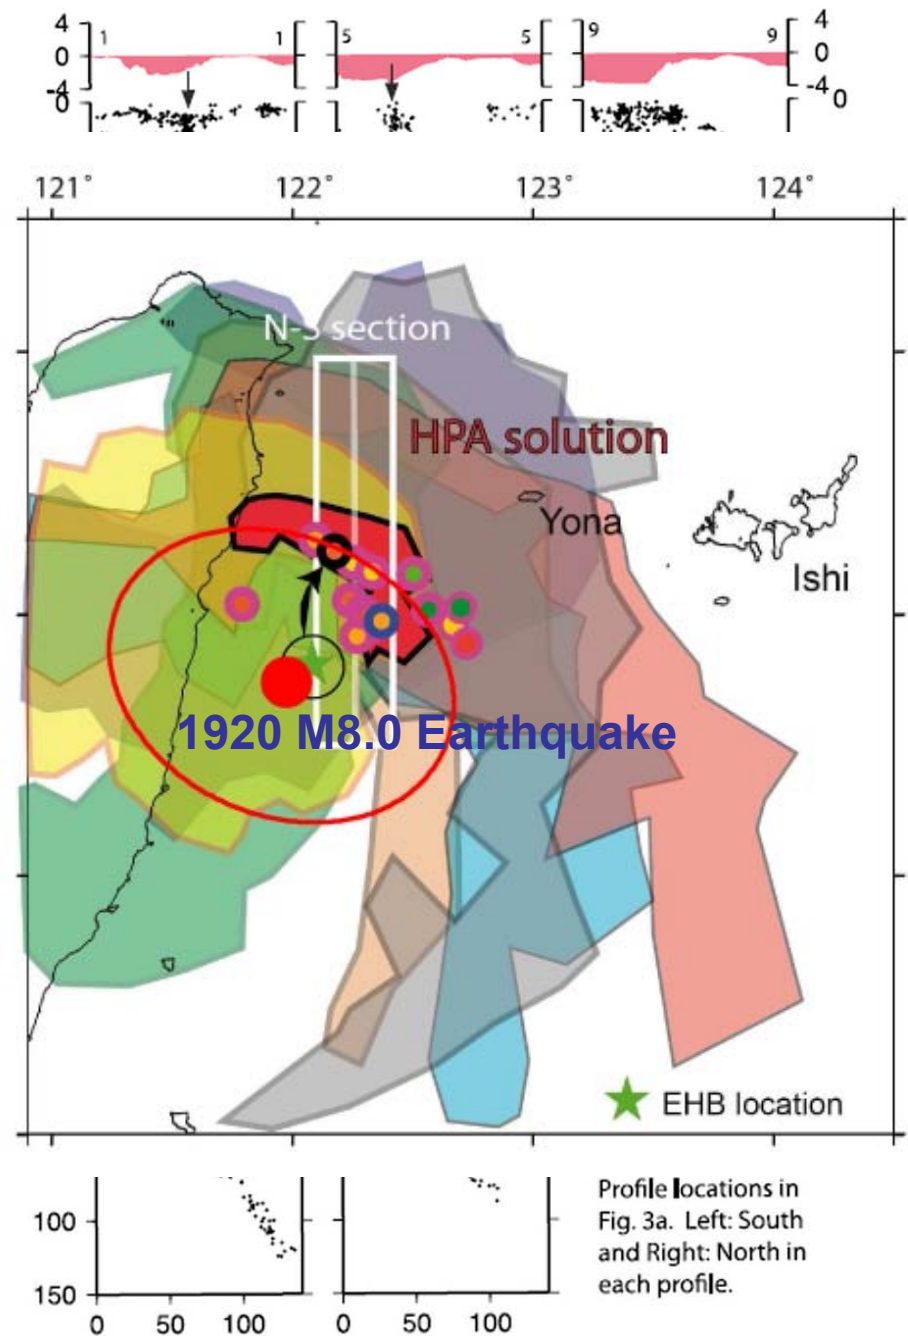 4
0
-4
0
1 1
5 5
9 9
4
0
-4
0
121° 122° 123° 124°
N-S section
HPA solution
Yona
Ishi
1920 M8.0 Earthquake
EHB location
100
150
0 50 100
0 50 100
Profile locations in
Fig. 3a. Left: South
and Right: North in
each profile.